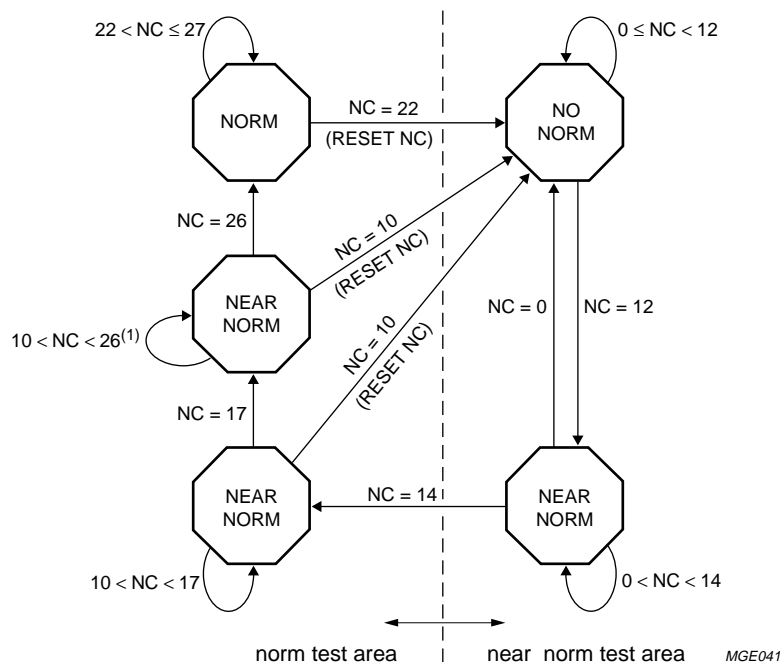 22 < NC ≤ 27
0 ≤ NC < 12
NORM
NC = 22
(RESET NC)
NO
NORM
NC = 26
NC = 10
(RESET NC)
NEAR
NORM
10 < NC < 26(1)
NC = 10
(RESET NC)
NC = 0
NC = 12
NC = 17
NEAR
NORM
NC = 14
NEAR
NORM
10 < NC < 17
0 < NC < 14
norm test area
near norm test area
MGE041